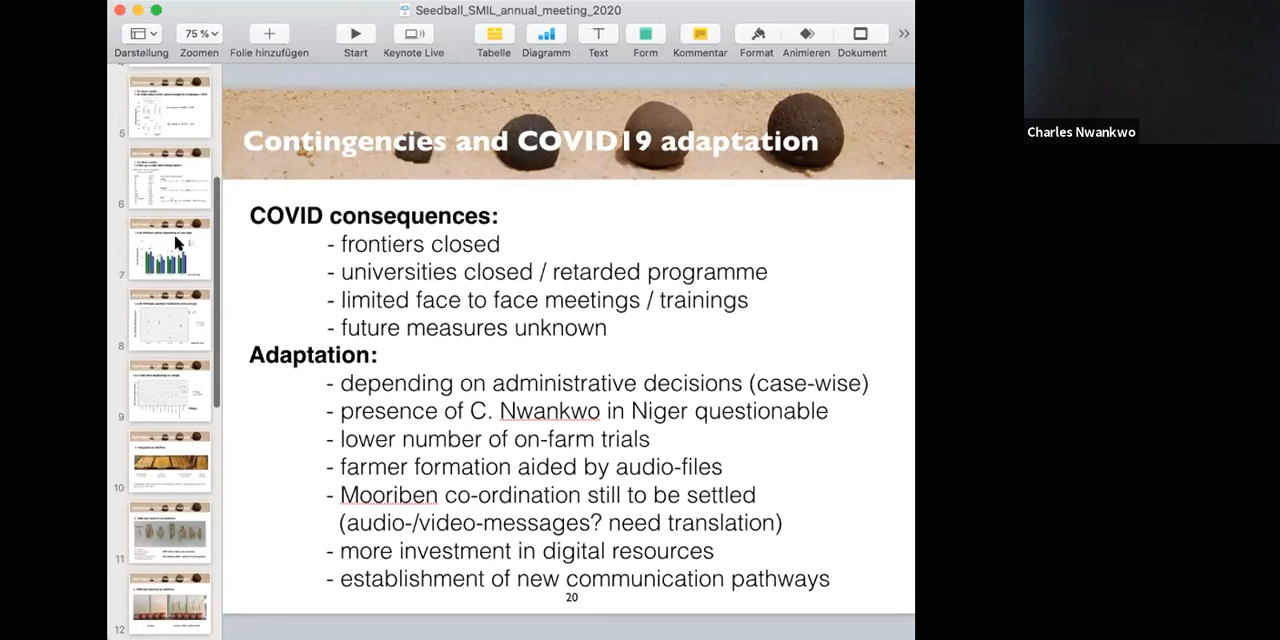 Seedball_SMIL_annual_meeting_2020
75 %
Darstellung
Zoomen
Folie hinzufügen
Start
Keynote Live
Tabelle
Diagramm
Text
Form
Kommentar
Format
Animieren
Dokument
Charles Nwankwo
5
6
7
8
9
10
11
12
Contingencies and COVID19 adaptation
COVID consequences:
- frontiers closed
- universities closed / retarded programme
- limited face to face meetings / trainings
- future measures unknown
Adaptation:
- depending on administrative decisions (case-wise)
- presence of C. Nwankwo in Niger questionable
- lower number of on-farm trials
- farmer formation aided by audio-files
- Mooriben co-ordination still to be settled
(audio-/video-messages? need translation)
- more investment in digital resources
- establishment of new communication pathways
20